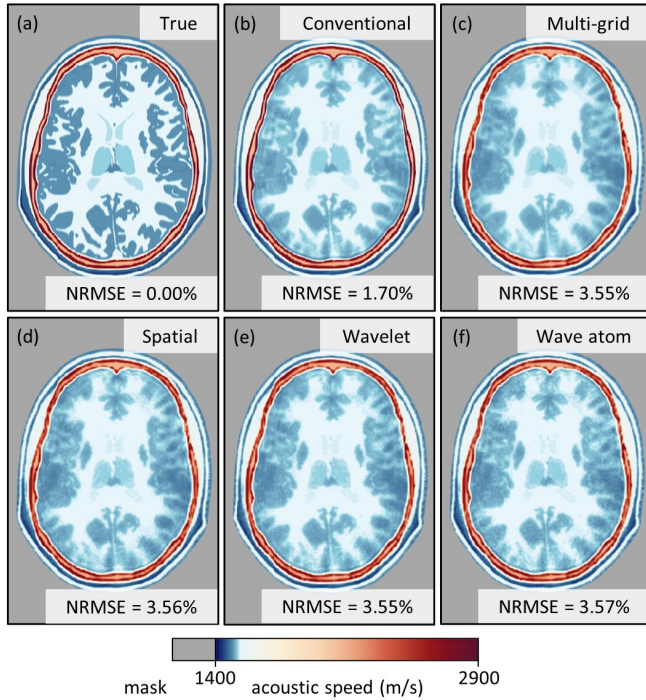 (a) True
(b) Conventional
(c) Multi-grid
NRMSE = 0.00%
NRMSE = 1.70%
NRMSE = 3.55%
(d) Spatial
(e) Wavelet
(f) Wave atom
NRMSE = 3.56%
NRMSE = 3.55%
NRMSE = 3.57%
mask 1400 acoustic speed (m/s) 2900